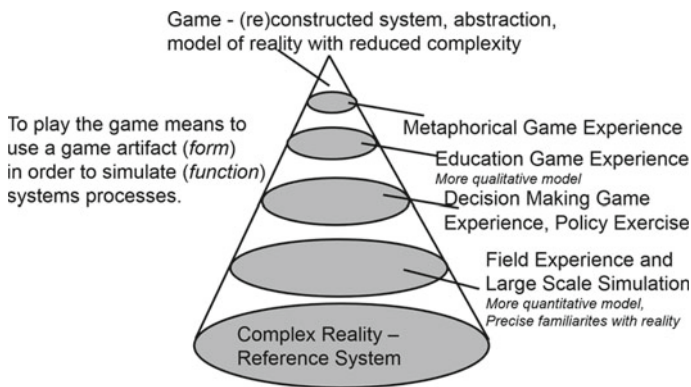 Game - (re)constructed system, abstraction,
model of reality with reduced complexity
To play the game means to
use a game artifact (form)
in order to simulate (function)
systems processes.
Metaphorical Game Experience
Education Game Experience
More qualitative model
Decision Making Game
Experience, Policy Exercise
Field Experience and
Large Scale Simulation
More quantitative model,
Precise familiarites with reality
Complex Reality –
Reference System